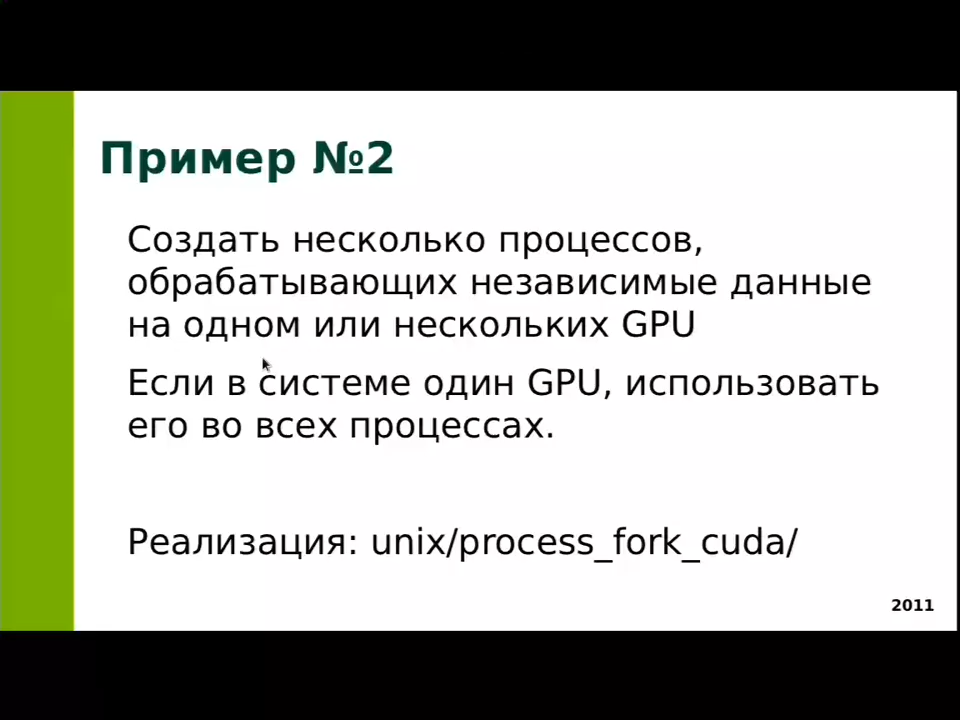 Пример №2
Создать несколько процессов,
обрабатывающих независимые данные
на одном или нескольких GPU
Если в системе один GPU, использовать
его во всех процессах.
Реализация: unix/process_fork_cuda/
2011